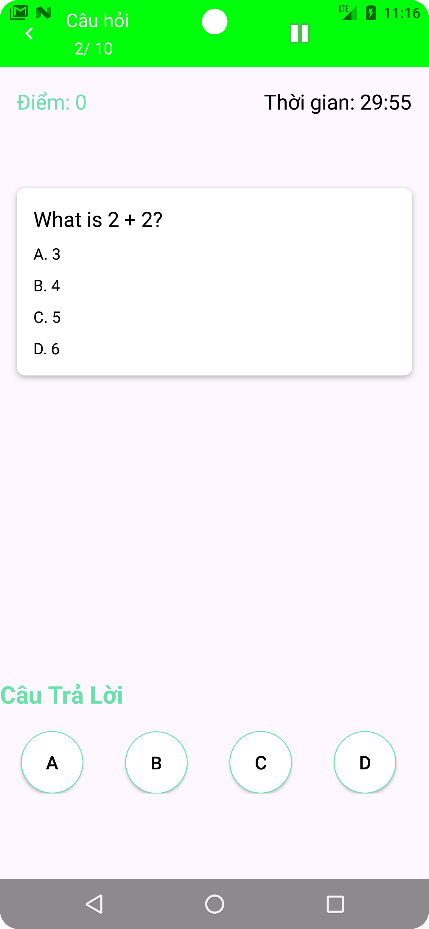 LTE 11:16
Câu hỏi
2/ 10
Điểm: 0
Thời gian: 29:55
What is 2 + 2?
A. 3
B. 4
C. 5
D. 6
Câu Trả Lời
A B C D